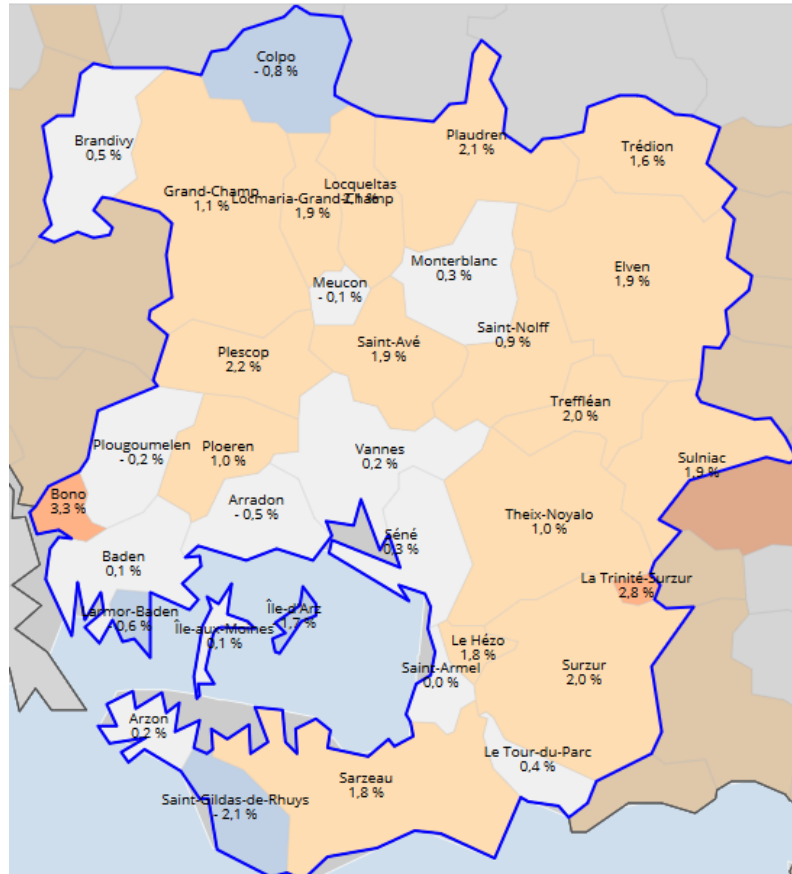 Colpo
- 0,8 %
Brandivy
0,5 %
Plaudren
2,1 %
Trédion
1,6 %
Grand-Champ
1,1 %
Locmaria-Grand-Champ
1,9 %
Locqueltas
2,1 %
Monterblanc
0,3 %
Elven
1,9 %
Meucon
- 0,1 %
Saint-Nolff
0,9 %
Saint-Avé
1,9 %
Plescop
2,2 %
Treffléan
2,0 %
Plougoumelen
- 0,2 %
Ploeren
1,0 %
Vannes
0,2 %
Sulniac
1,9 %
Bono
3,3 %
Arradon
- 0,5 %
Theix-Noyalo
1,0 %
Séné
0,3 %
Baden
0,1 %
La Trinité-Surzur
2,8 %
Larmor-Baden
- 0,6 %
Île-d'Arz
- 1,7 %
Île-aux-Moines
0,1 %
Le Hézo
1,8 %
Saint-Armel
0,0 %
Surzur
2,0 %
Arzon
0,2 %
Le Tour-du-Parc
0,4 %
Sarzeau
1,8 %
Saint-Gildas-de-Rhuys
- 2,1 %